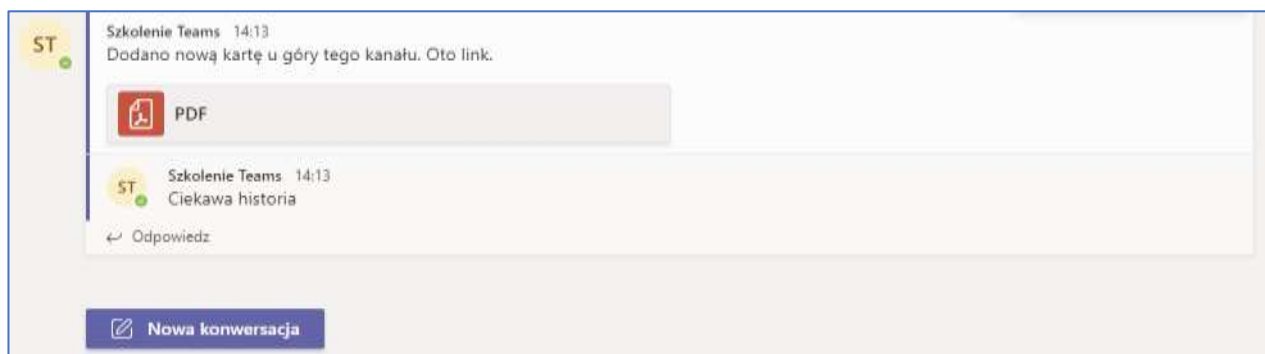 ST
Szkolenie Teams 14:13
Dodano nową kartę u góry tego kanału. Oto link.
PDF
ST
Szkolenie Teams 14:13
Ciekawa historia
Odpowiedz
Nowa konwersacja